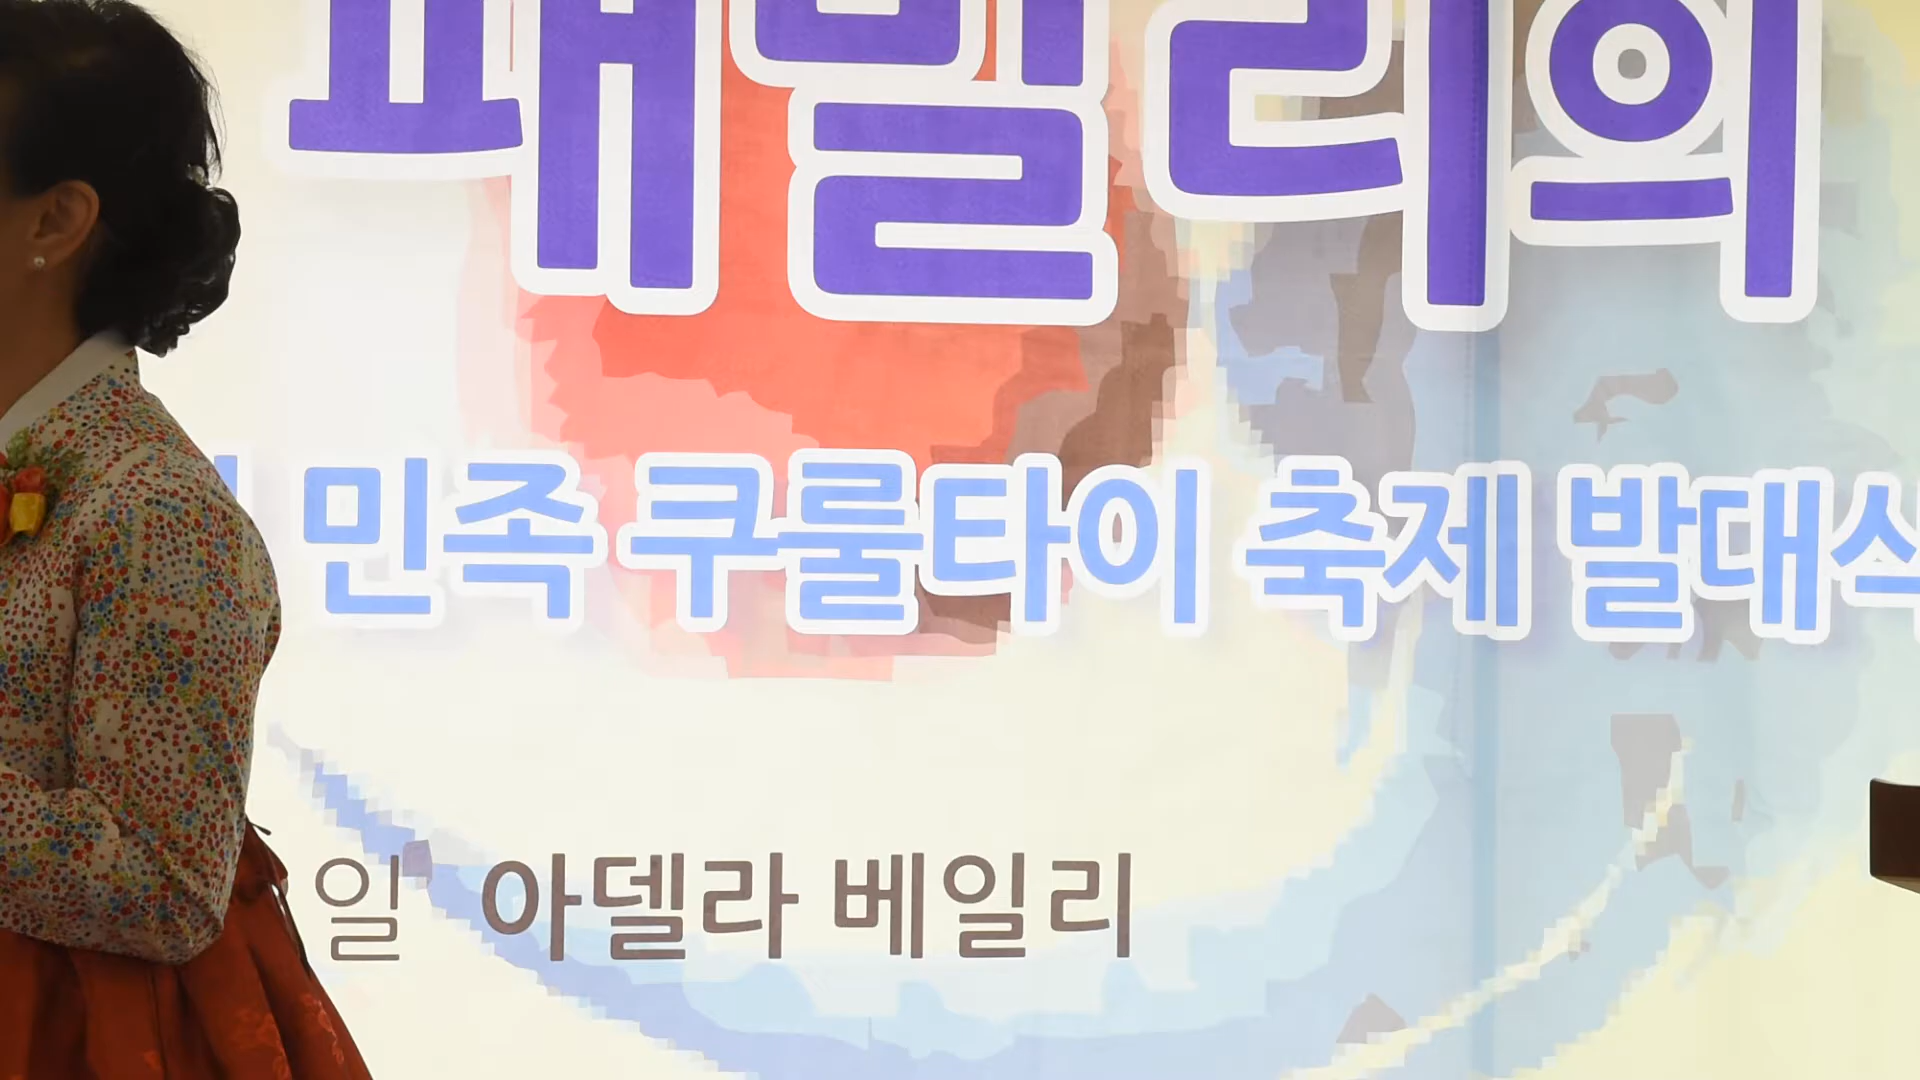 패밀리의
민족 쿠룰타이 축제 발대식
일 아델라 베일리